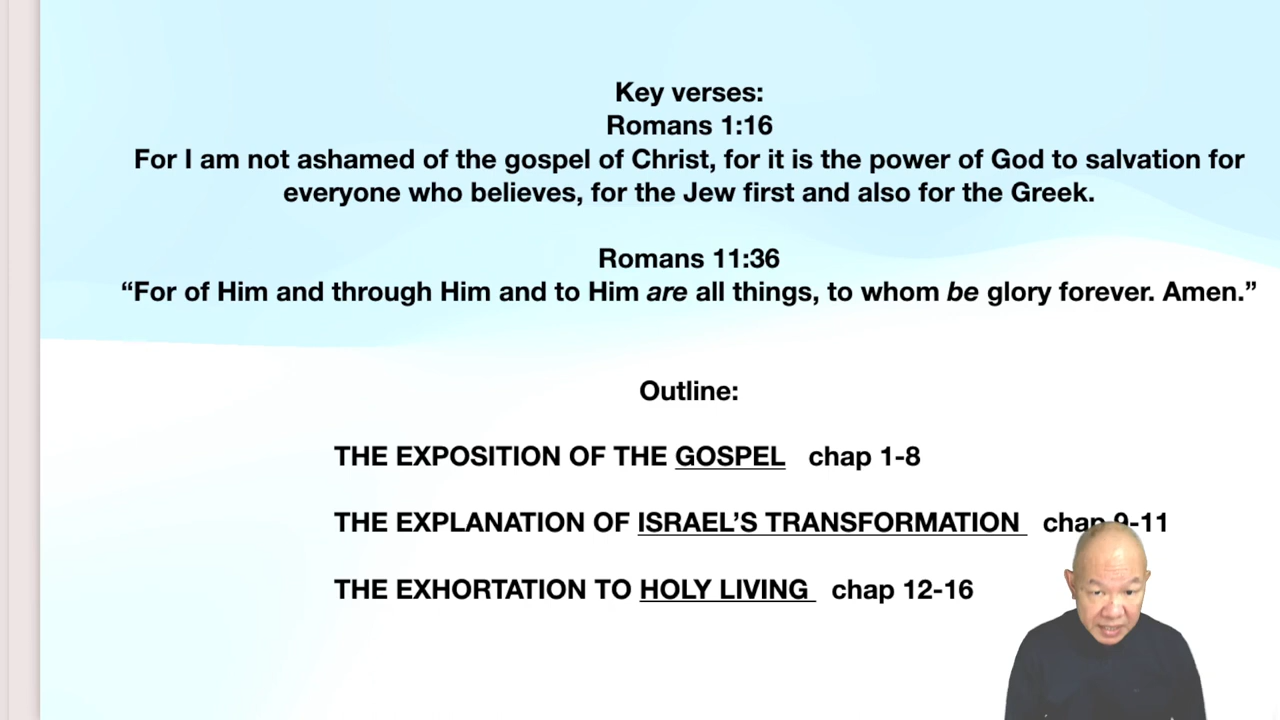 Key verses:
Romans 1:16
For I am not ashamed of the gospel of Christ, for it is the power of God to salvation for
everyone who believes, for the Jew first and also for the Greek.
Romans 11:36
“For of Him and through Him and to Him are all things, to whom be glory forever. Amen.”
Outline:
THE EXPOSITION OF THE GOSPEL chap 1-8
THE EXPLANATION OF ISRAEL’S TRANSFORMATION chap 9-11
THE EXHORTATION TO HOLY LIVING chap 12-16